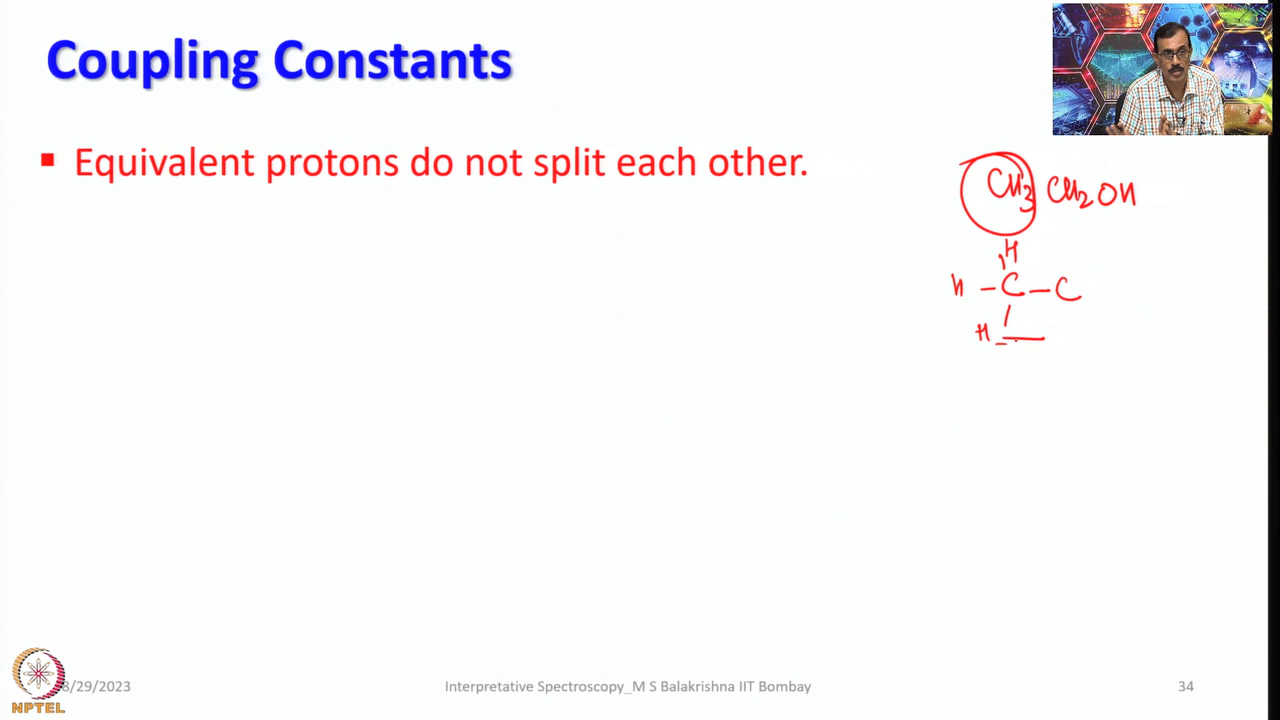 Coupling Constants
▪ Equivalent protons do not split each other.
CH3 CH2OH
H
H – C – C
H
NPTEL
8/29/2023
Interpretative Spectroscopy_M S Balakrishna IIT Bombay
34